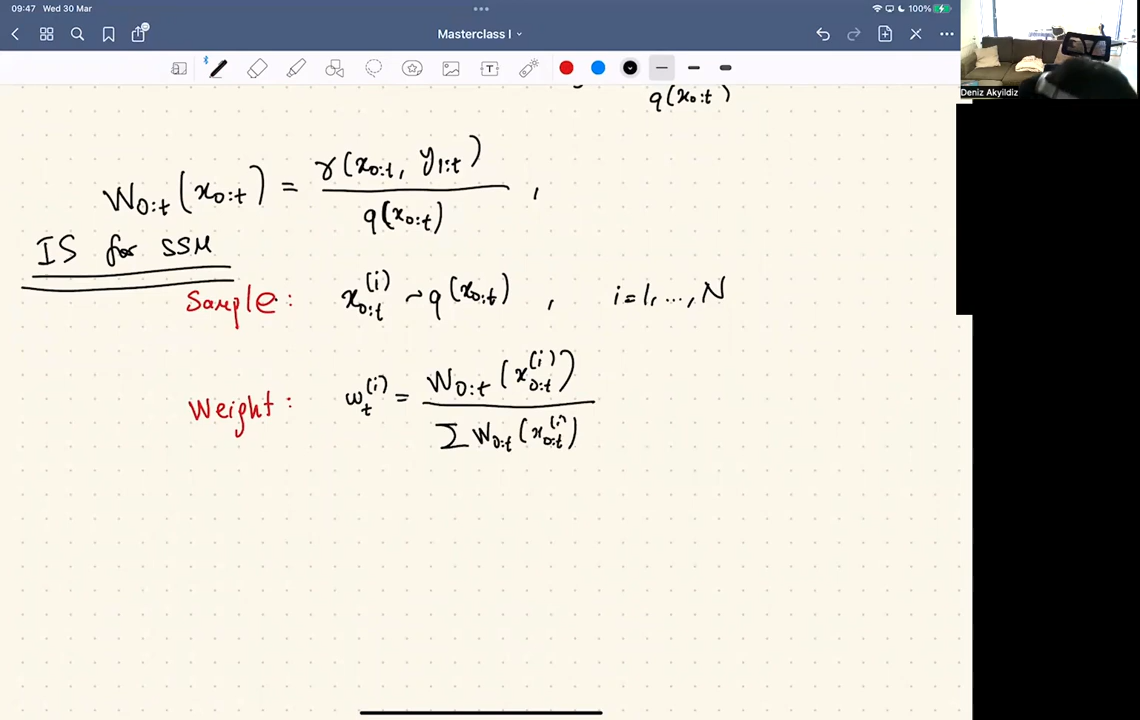 09:47 Wed 30 Mar
100%
Masterclass I
Deniz Akyildiz
q(x₀:t)
W₀:t(x₀:t) = γ(x₀:t, y₁:t) / q(x₀:t) ,
IS for SSM
Sample: x₀:t⁽ⁱ⁾ ~ q(x₀:t) , i=1, ..., N
Weight: wₜ⁽ⁱ⁾ = W₀:t(x₀:t⁽ⁱ⁾) / Σ W₀:t(x₀:t⁽ⁱ⁾)